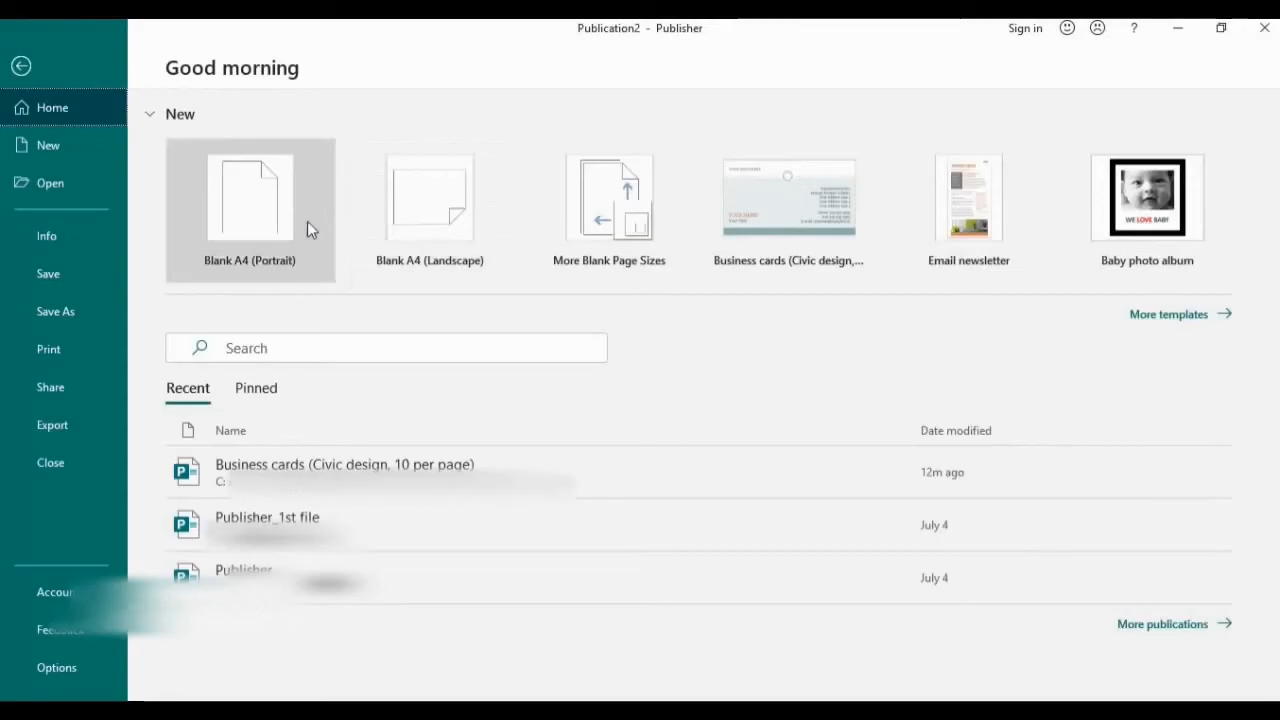 Publication2 - Publisher
Sign in
?
Good morning
Home
New
Open
Info
Save
Save As
Print
Share
Export
Close
Options
New
Blank A4 (Portrait)
Blank A4 (Landscape)
More Blank Page Sizes
Business cards (Civic design,...
Email newsletter
WE LOVE BABY
Baby photo album
More templates
Search
Recent
Pinned
Name
Date modified
P
Business cards (Civic design, 10 per page)
C:
12m ago
P
Publisher_1st file
July 4
P
Publisher
July 4
More publications